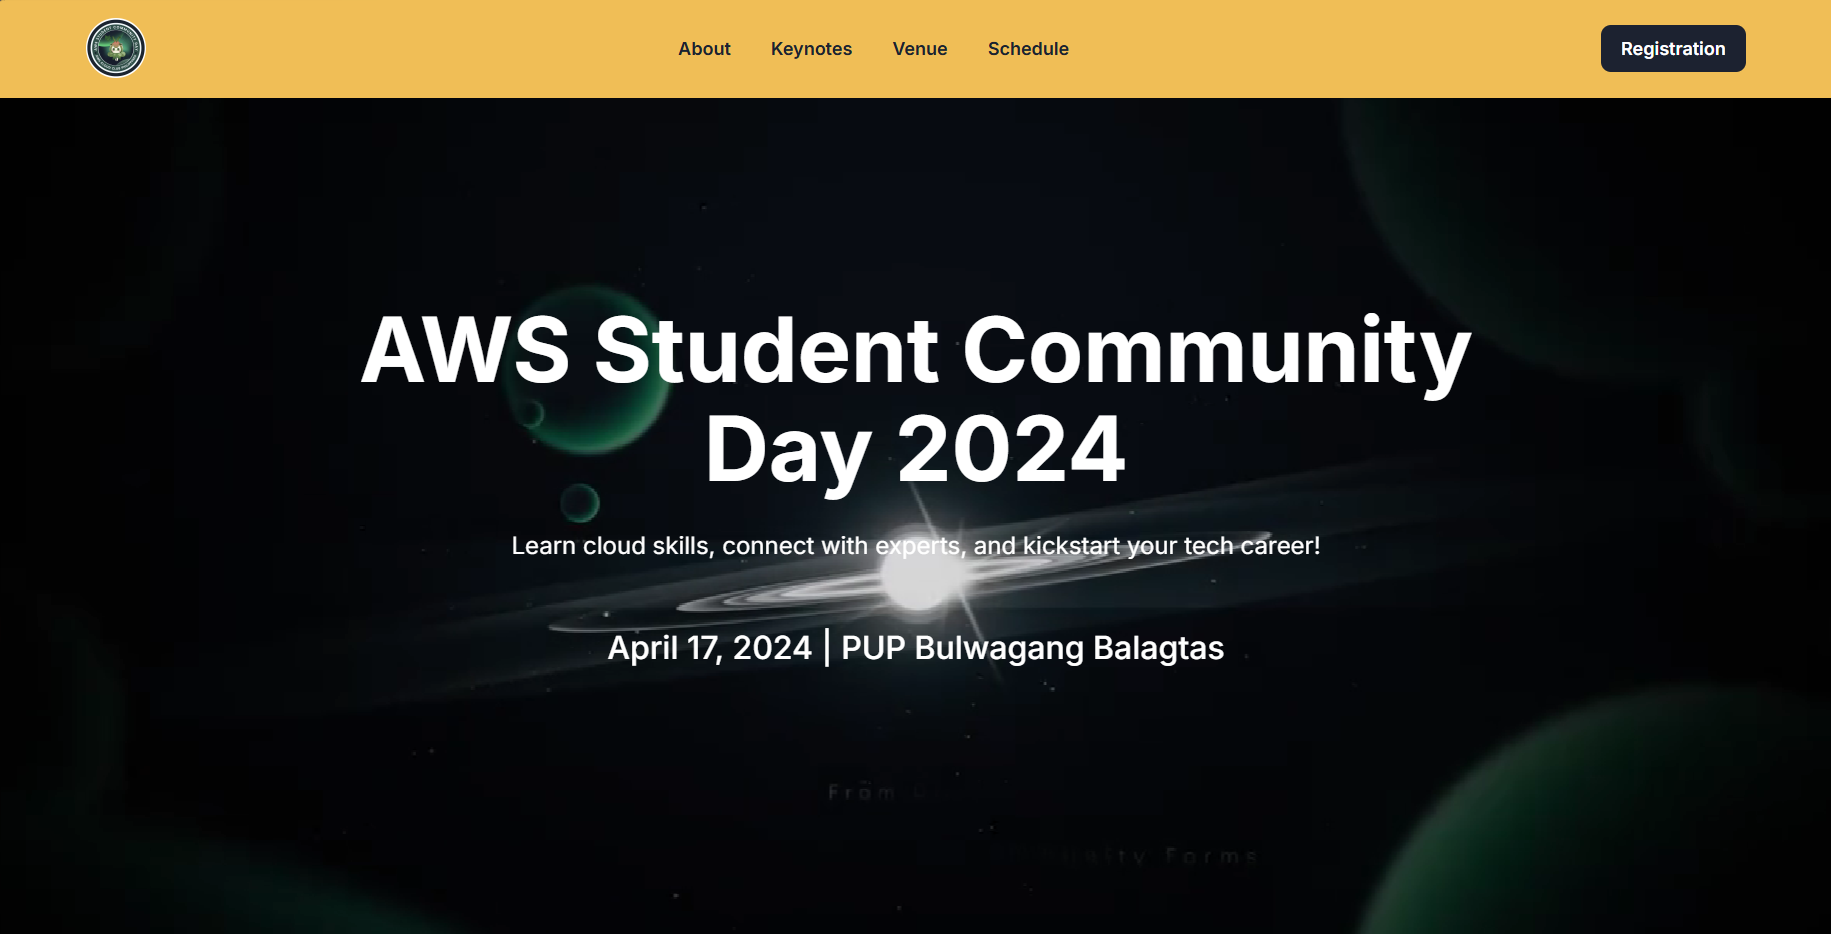 About
Keynotes
Venue
Schedule
Registration
AWS Student Community
Day 2024
Learn cloud skills, connect with experts, and kickstart your tech career!
April 17, 2024 | PUP Bulwagang Balagtas
From
Forms